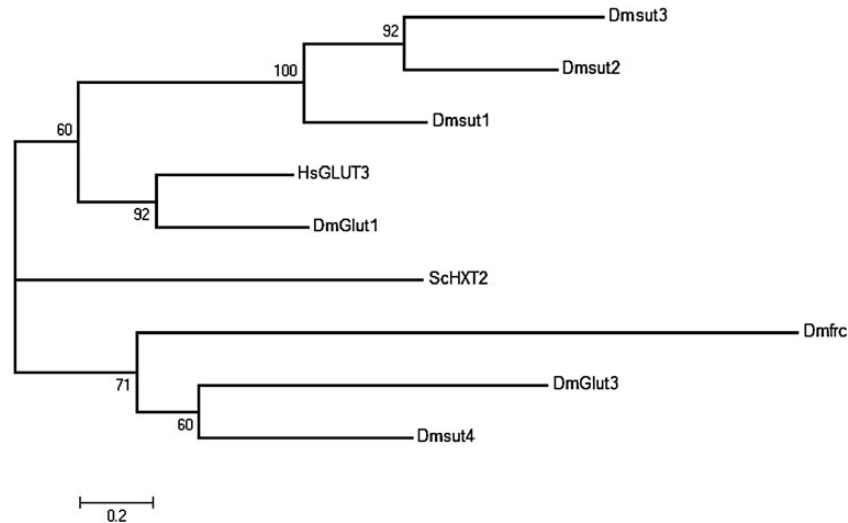 92
Dmsut3
Dmsut2
100
Dmsut1
60
HsGLUT3
92
DmGlut1
ScHXT2
Dmfrc
71
DmGlut3
60
Dmsut4
0.2